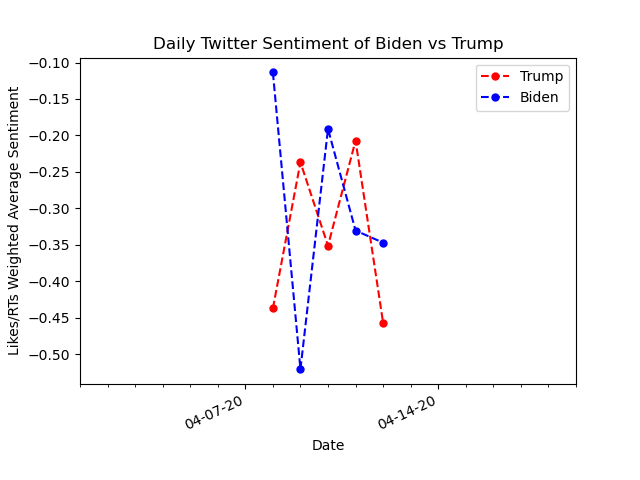 Daily Twitter Sentiment of Biden vs Trump
Likes/RTs Weighted Average Sentiment
−0.10
−0.15
−0.20
−0.25
−0.30
−0.35
−0.40
−0.45
−0.50
Trump
Biden
04-07-20
04-14-20
Date